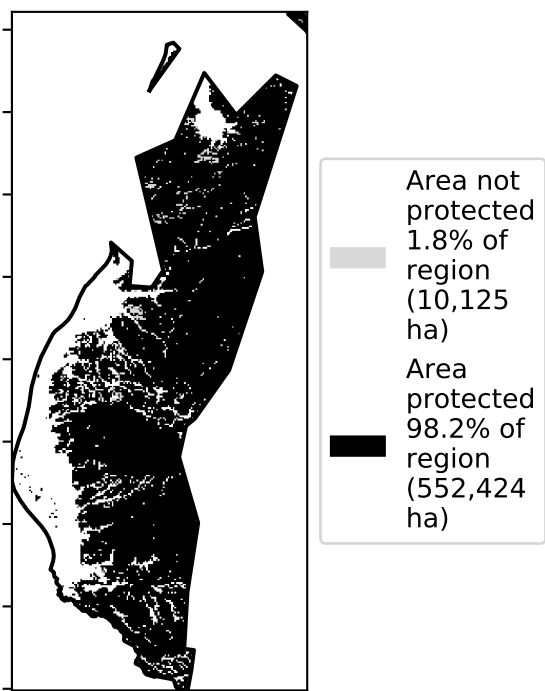 Area not
protected
1.8% of
region
(10,125
ha)
Area
protected
98.2% of
region
(552,424
ha)